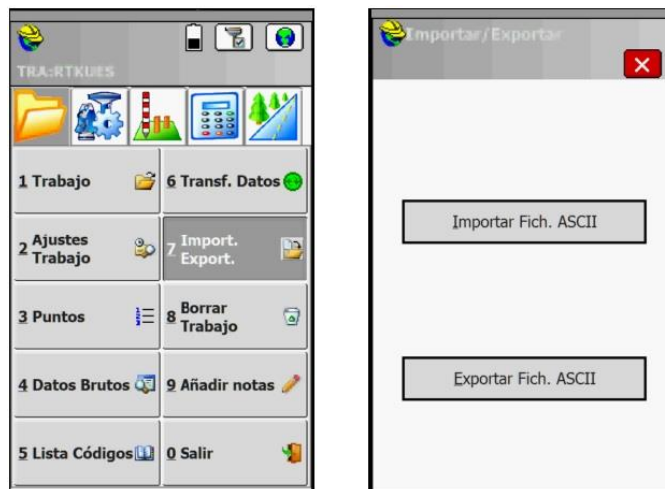 TRA:RTKUES
1 Trabajo
6 Transf. Datos
2 Ajustes
Trabajo
7 Import.
Export.
3 Puntos
8 Borrar
Trabajo
4 Datos Brutos
9 Añadir notas
5 Lista Códigos
0 Salir
Importar/Exportar
Importar Fich. ASCII
Exportar Fich. ASCII